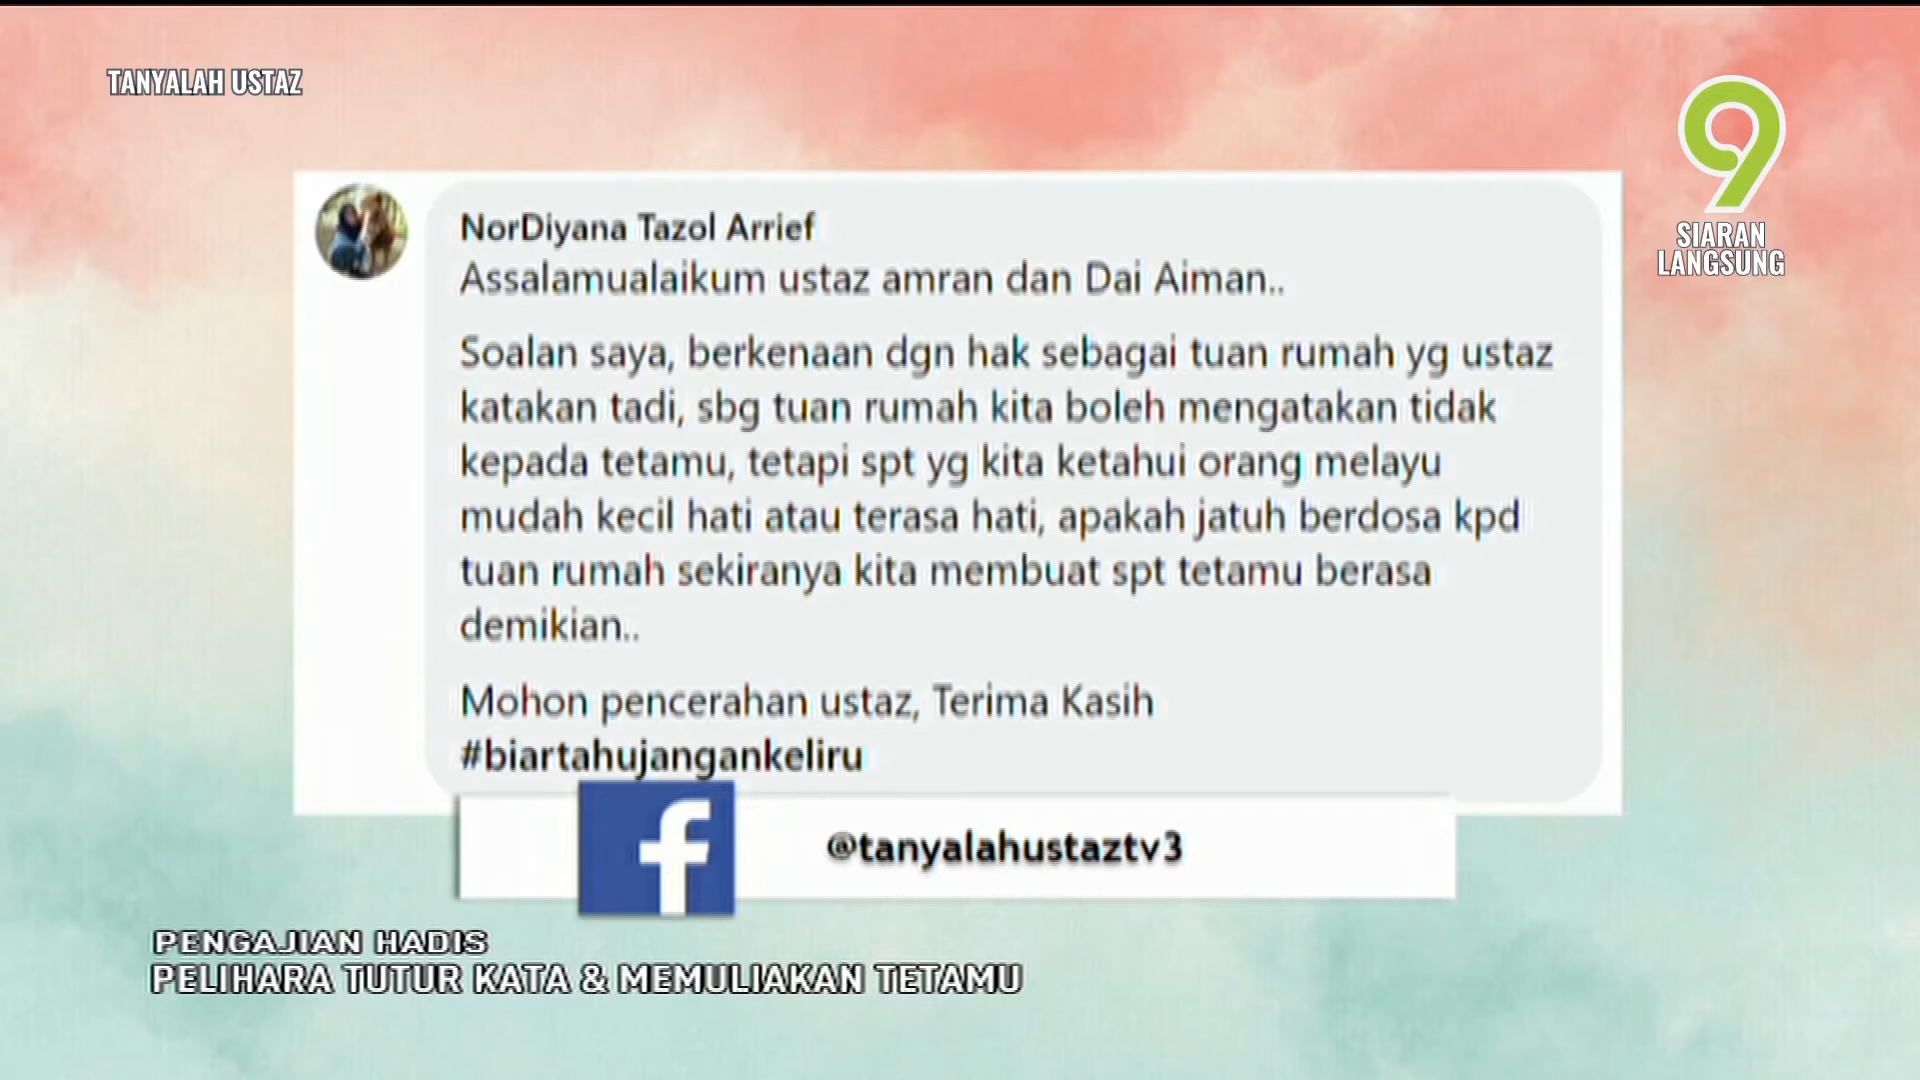 TANYALAH USTAZ
9
SIARAN
LANGSUNG
NorDiyana Tazol Arrief
Assalamualaikum ustaz amran dan Dai Aiman..
Soalan saya, berkenaan dgn hak sebagai tuan rumah yg ustaz
katakan tadi, sbg tuan rumah kita boleh mengatakan tidak
kepada tetamu, tetapi spt yg kita ketahui orang melayu
mudah kecil hati atau terasa hati, apakah jatuh berdosa kpd
tuan rumah sekiranya kita membuat spt tetamu berasa
demikian..
Mohon pencerahan ustaz, Terima Kasih
#biartahujangankeliru
f
@tanyalahustaztv3
PENGAJIAN HADIS
PELIHARA TUTUR KATA & MEMULIAKAN TETAMU